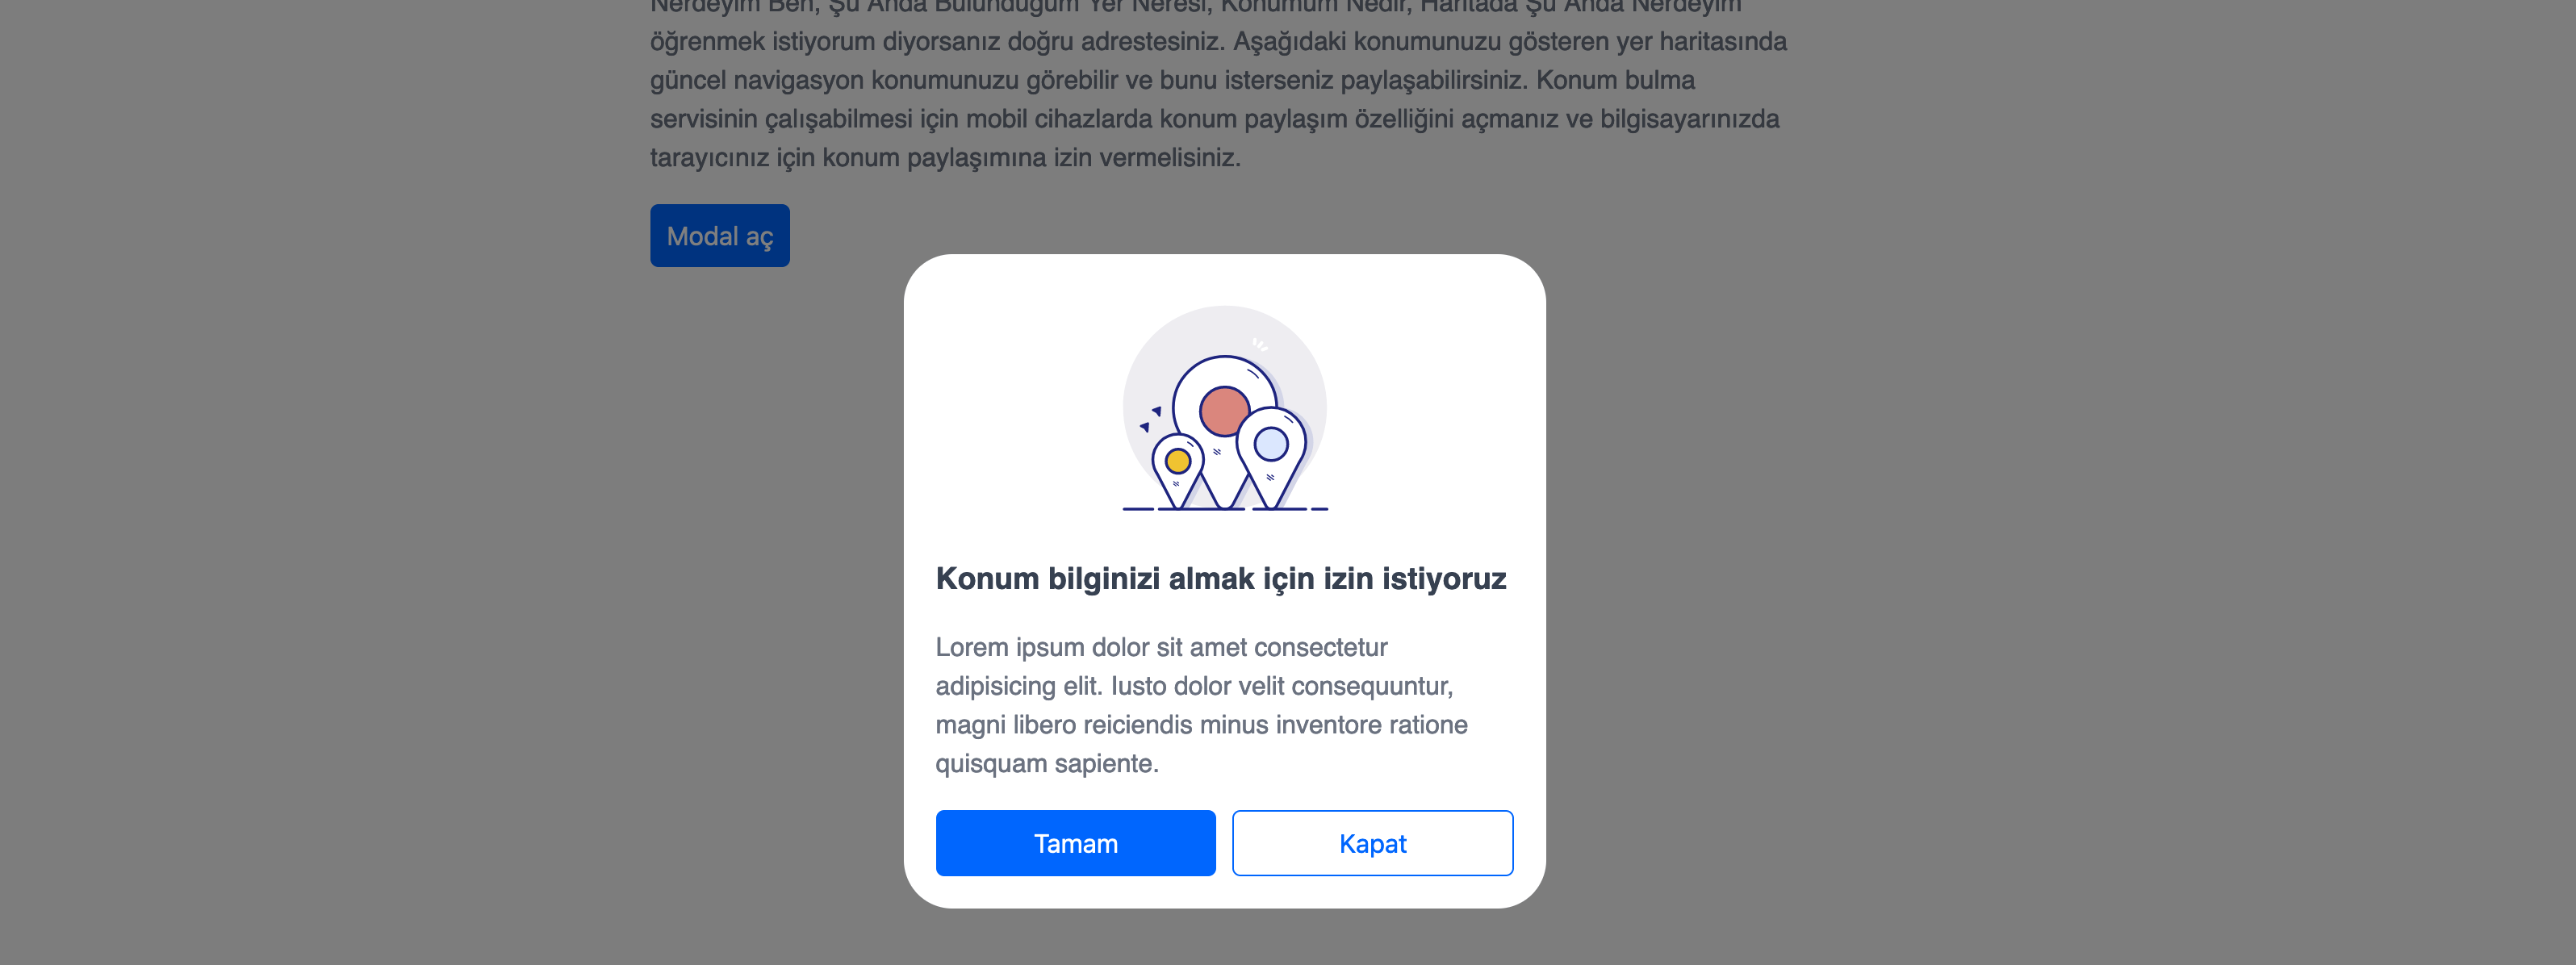 Nerdeyim Ben, Şu Anda Bulunduğum Yer Neresi, Konumum Nedir, Haritada Şu Anda Nerdeyim
öğrenmek istiyorum diyorsanız doğru adrestesiniz. Aşağıdaki konumunuzu gösteren yer haritasında
güncel navigasyon konumunuzu görebilir ve bunu isterseniz paylaşabilirsiniz. Konum bulma
servisinin çalışabilmesi için mobil cihazlarda konum paylaşım özelliğini açmanız ve bilgisayarınızda
tarayıcınız için konum paylaşımına izin vermelisiniz.
Modal aç
Konum bilginizi almak için izin istiyoruz
Lorem ipsum dolor sit amet consectetur
adipisicing elit. Iusto dolor velit consequuntur,
magni libero reiciendis minus inventore ratione
quisquam sapiente.
Tamam
Kapat